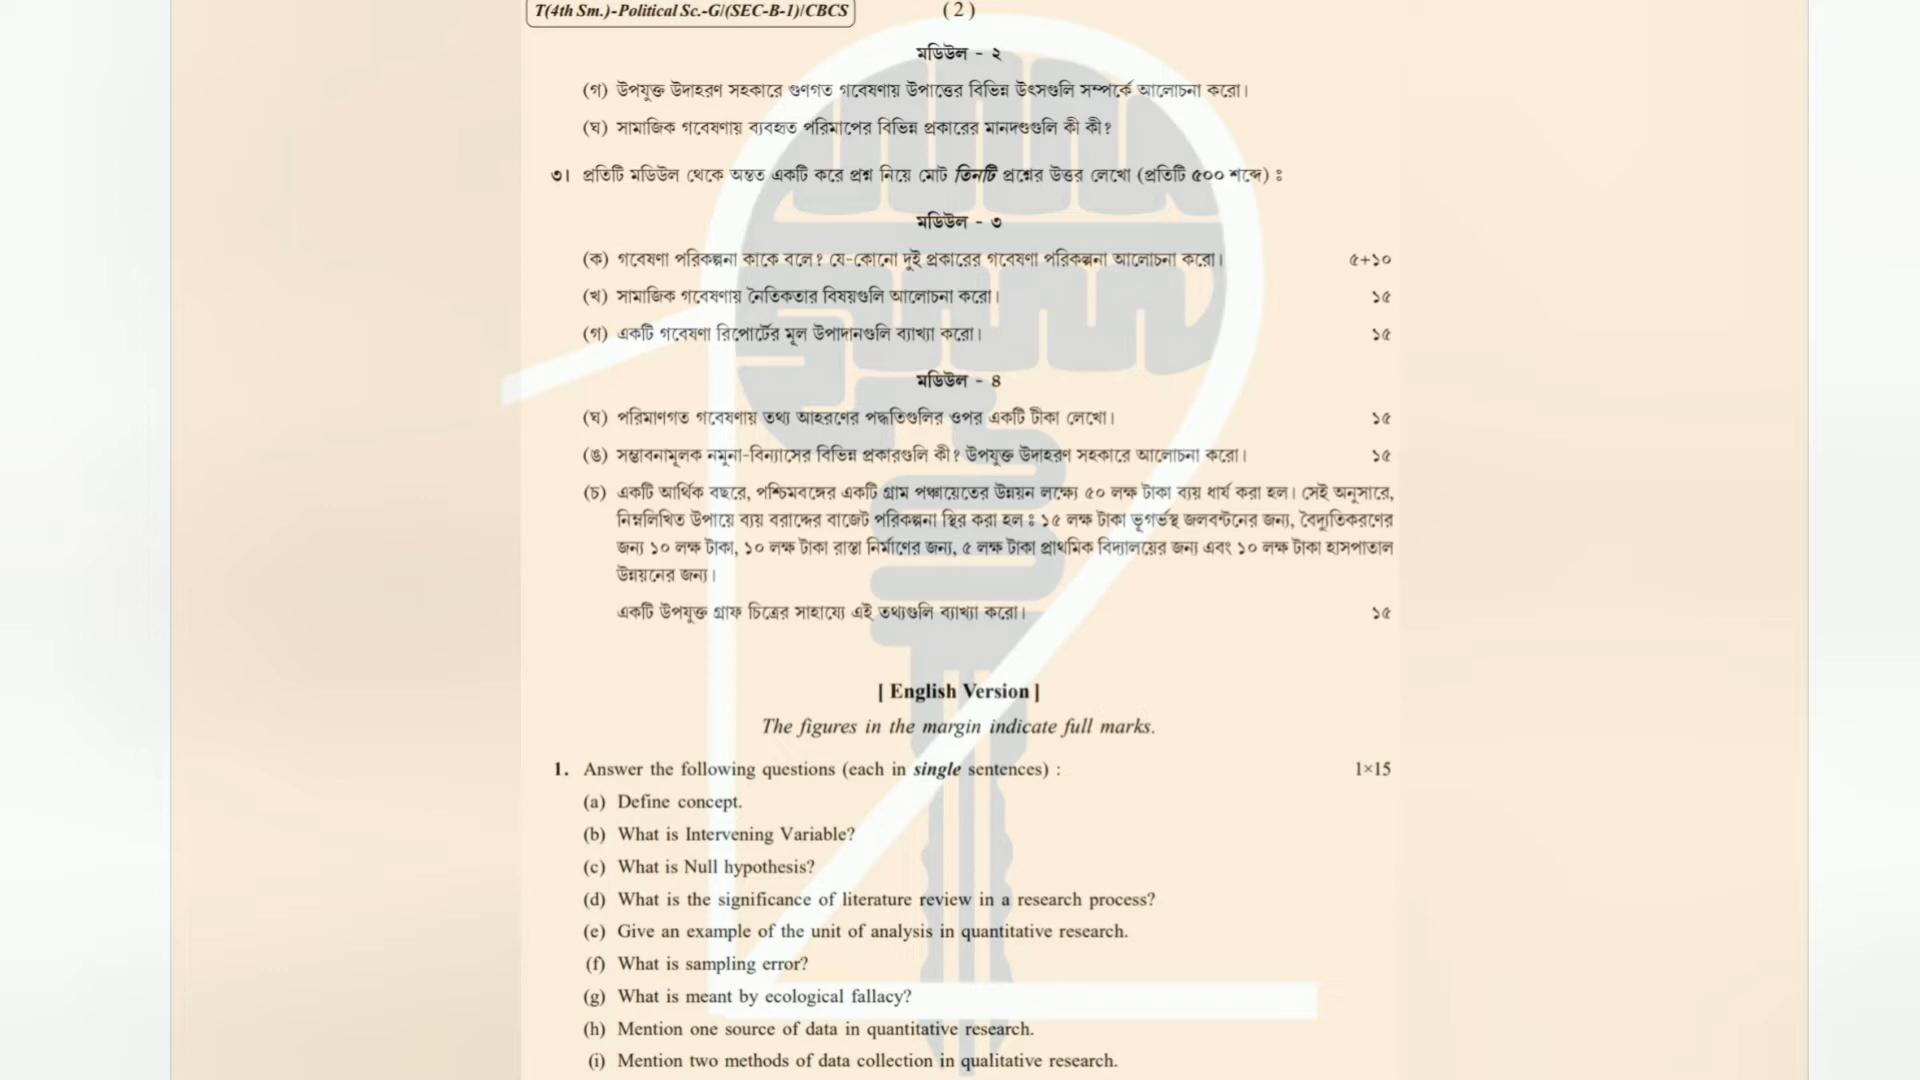 T(4th Sm.)-Political Sc.-G/(SEC-B-1)/CBCS (2)
মডিউল - ২
(গ) উপযুক্ত উদাহরণ সহকারে গুণগত গবেষণায় উপাত্তের বিভিন্ন উৎসগুলি সম্পর্কে আলোচনা করো।
(ঘ) সামাজিক গবেষণায় ব্যবহৃত পরিমাপের বিভিন্ন প্রকারের মানদণ্ডগুলি কী কী?
৩। প্রতিটি মডিউল থেকে অন্তত একটি করে প্রশ্ন নিয়ে মোট তিনটি প্রশ্নের উত্তর লেখো (প্রতিটি ৫০০ শব্দে) ঃ
মডিউল - ৩
(ক) গবেষণা পরিকল্পনা কাকে বলে? যে-কোনো দুই প্রকারের গবেষণা পরিকল্পনা আলোচনা করো। ৫+১০
(খ) সামাজিক গবেষণায় নৈতিকতার বিষয়গুলি আলোচনা করো। ১৫
(গ) একটি গবেষণা রিপোর্টের মূল উপাদানগুলি ব্যাখ্যা করো। ১৫
মডিউল - ৪
(ঘ) পরিমাণগত গবেষণায় তথ্য আহরণের পদ্ধতিগুলির ওপর একটি টীকা লেখো। ১৫
(ঙ) সম্ভাবনামূলক নমুনা-বিন্যাসের বিভিন্ন প্রকারগুলি কী? উপযুক্ত উদাহরণ সহকারে আলোচনা করো। ১৫
(চ) একটি আর্থিক বছরে, পশ্চিমবঙ্গের একটি গ্রাম পঞ্চায়েতের উন্নয়ন লক্ষ্যে ৫০ লক্ষ টাকা ব্যয় ধার্য করা হল। সেই অনুসারে,
নিম্নলিখিত উপায়ে ব্যয় বরাদ্দের বাজেট পরিকল্পনা স্থির করা হল ঃ ১৫ লক্ষ টাকা ভূগর্ভস্থ জলবন্টনের জন্য, বৈদ্যুতিকরণের
জন্য ১০ লক্ষ টাকা, ১০ লক্ষ টাকা রাস্তা নির্মাণের জন্য, ৫ লক্ষ টাকা প্রাথমিক বিদ্যালয়ের জন্য এবং ১০ লক্ষ টাকা হাসপাতাল
উন্নয়নের জন্য।
একটি উপযুক্ত গ্রাফ চিত্রের সাহায্যে এই তথ্যগুলি ব্যাখ্যা করো। ১৫
[ English Version ]
The figures in the margin indicate full marks.
1. Answer the following questions (each in single sentences) : 1×15
(a) Define concept.
(b) What is Intervening Variable?
(c) What is Null hypothesis?
(d) What is the significance of literature review in a research process?
(e) Give an example of the unit of analysis in quantitative research.
(f) What is sampling error?
(g) What is meant by ecological fallacy?
(h) Mention one source of data in quantitative research.
(i) Mention two methods of data collection in qualitative research.